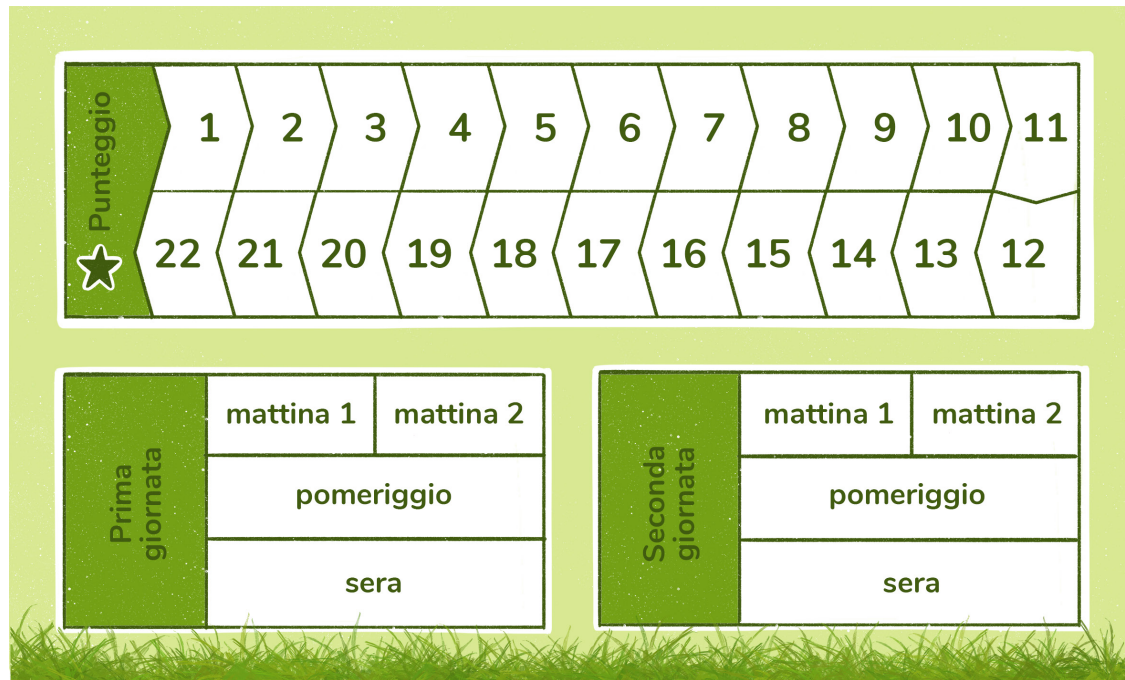 Punteggio
1 2 3 4 5 6 7 8 9 10 11
22 21 20 19 18 17 16 15 14 13 12
Prima
giornata
mattina 1 mattina 2
pomeriggio
sera
Seconda
giornata
mattina 1 mattina 2
pomeriggio
sera